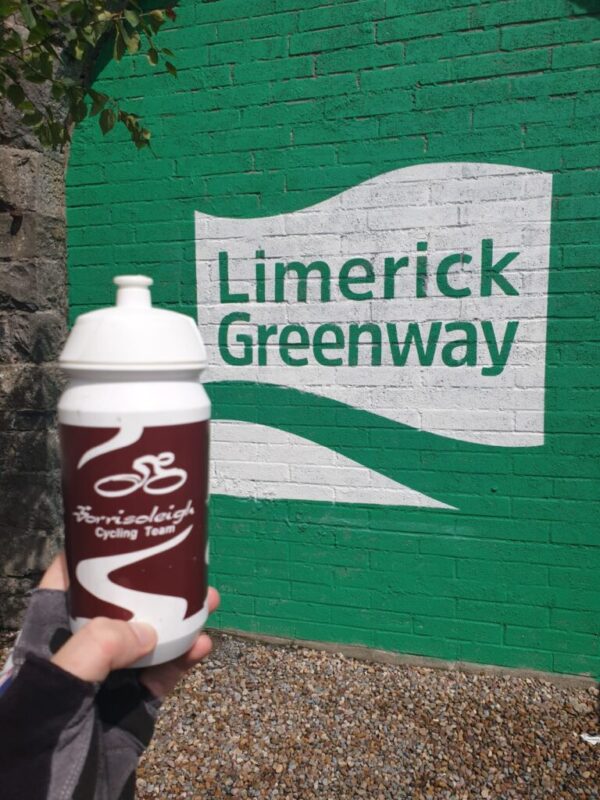 Limerick
Greenway
Borrisoleigh
Cycling Team